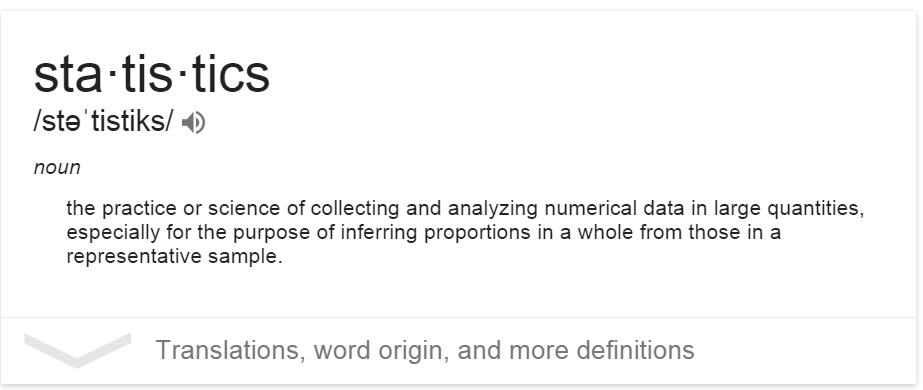 sta·tis·tics
/stəˈtistiks/
noun
the practice or science of collecting and analyzing numerical data in large quantities,
especially for the purpose of inferring proportions in a whole from those in a
representative sample.
Translations, word origin, and more definitions